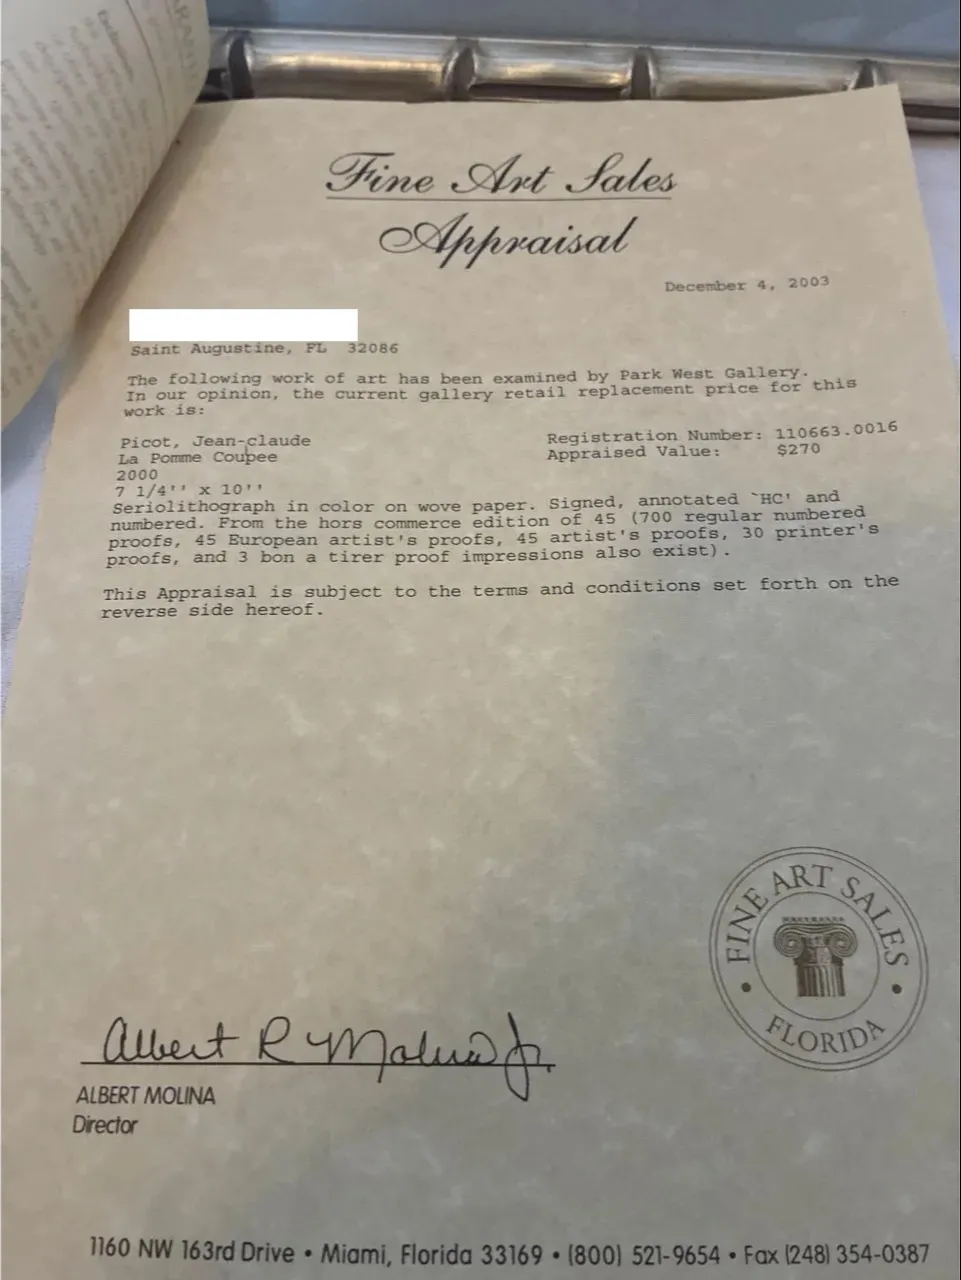 ARANT
Fine Art Sales
Appraisal
December 4, 2003
Saint Augustine, FL 32086
The following work of art has been examined by Park West Gallery.
In our opinion, the current gallery retail replacement price for this
work is:
Picot, Jean-claude
La Pomme Coupee
2000
7 1/4'' x 10''
Registration Number: 110663.0016
Appraised Value: $270
Seriolithograph in color on wove paper. Signed, annotated `HC' and
numbered. From the hors commerce edition of 45 (700 regular numbered
proofs, 45 European artist's proofs, 45 artist's proofs, 30 printer's
proofs, and 3 bon a tirer proof impressions also exist).
This Appraisal is subject to the terms and conditions set forth on the
reverse side hereof.
FINE ART SALES
FLORIDA
Albert R Molina Jr.
ALBERT MOLINA
Director
1160 NW 163rd Drive • Miami, Florida 33169 • (800) 521-9654 • Fax (248) 354-0387